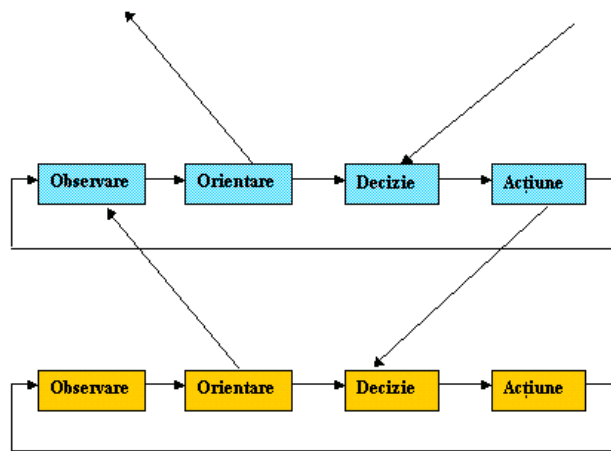 Observare
Orientare
Decizie
Acțiune
Observare
Orientare
Decizie
Acțiune